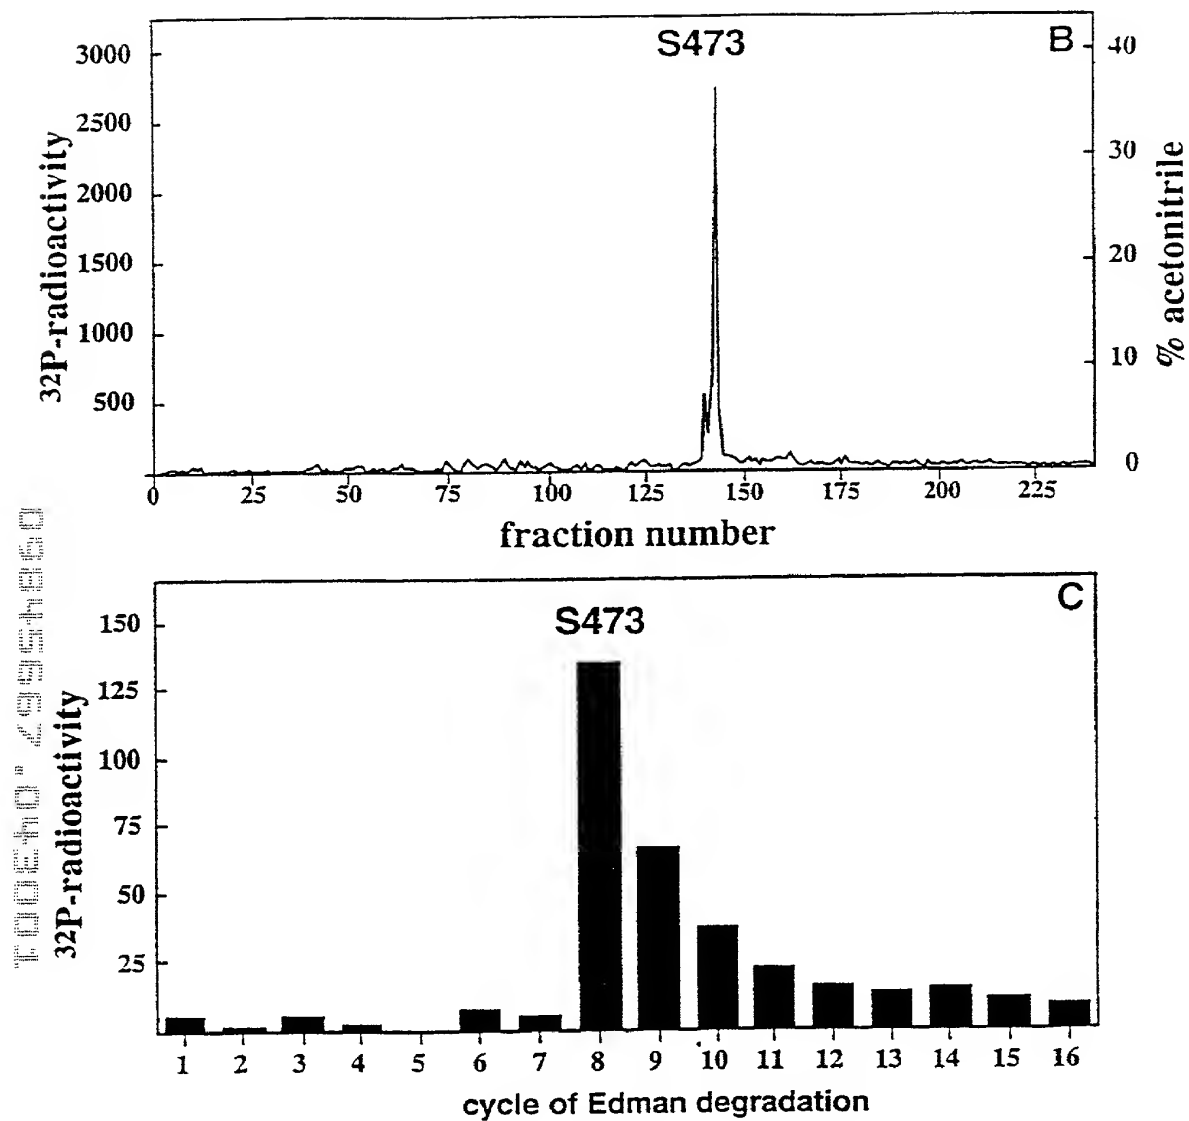 B
S473
3000
2500
2000
1500
1000
500
40
30
20
10
0
32P-radioactivity
% acetonitrile
0 25 50 75 100 125 150 175 200 225
fraction number
C
S473
150
125
100
75
50
25
32P-radioactivity
1 2 3 4 5 6 7 8 9 10 11 12 13 14 15 16
cycle of Edman degradation